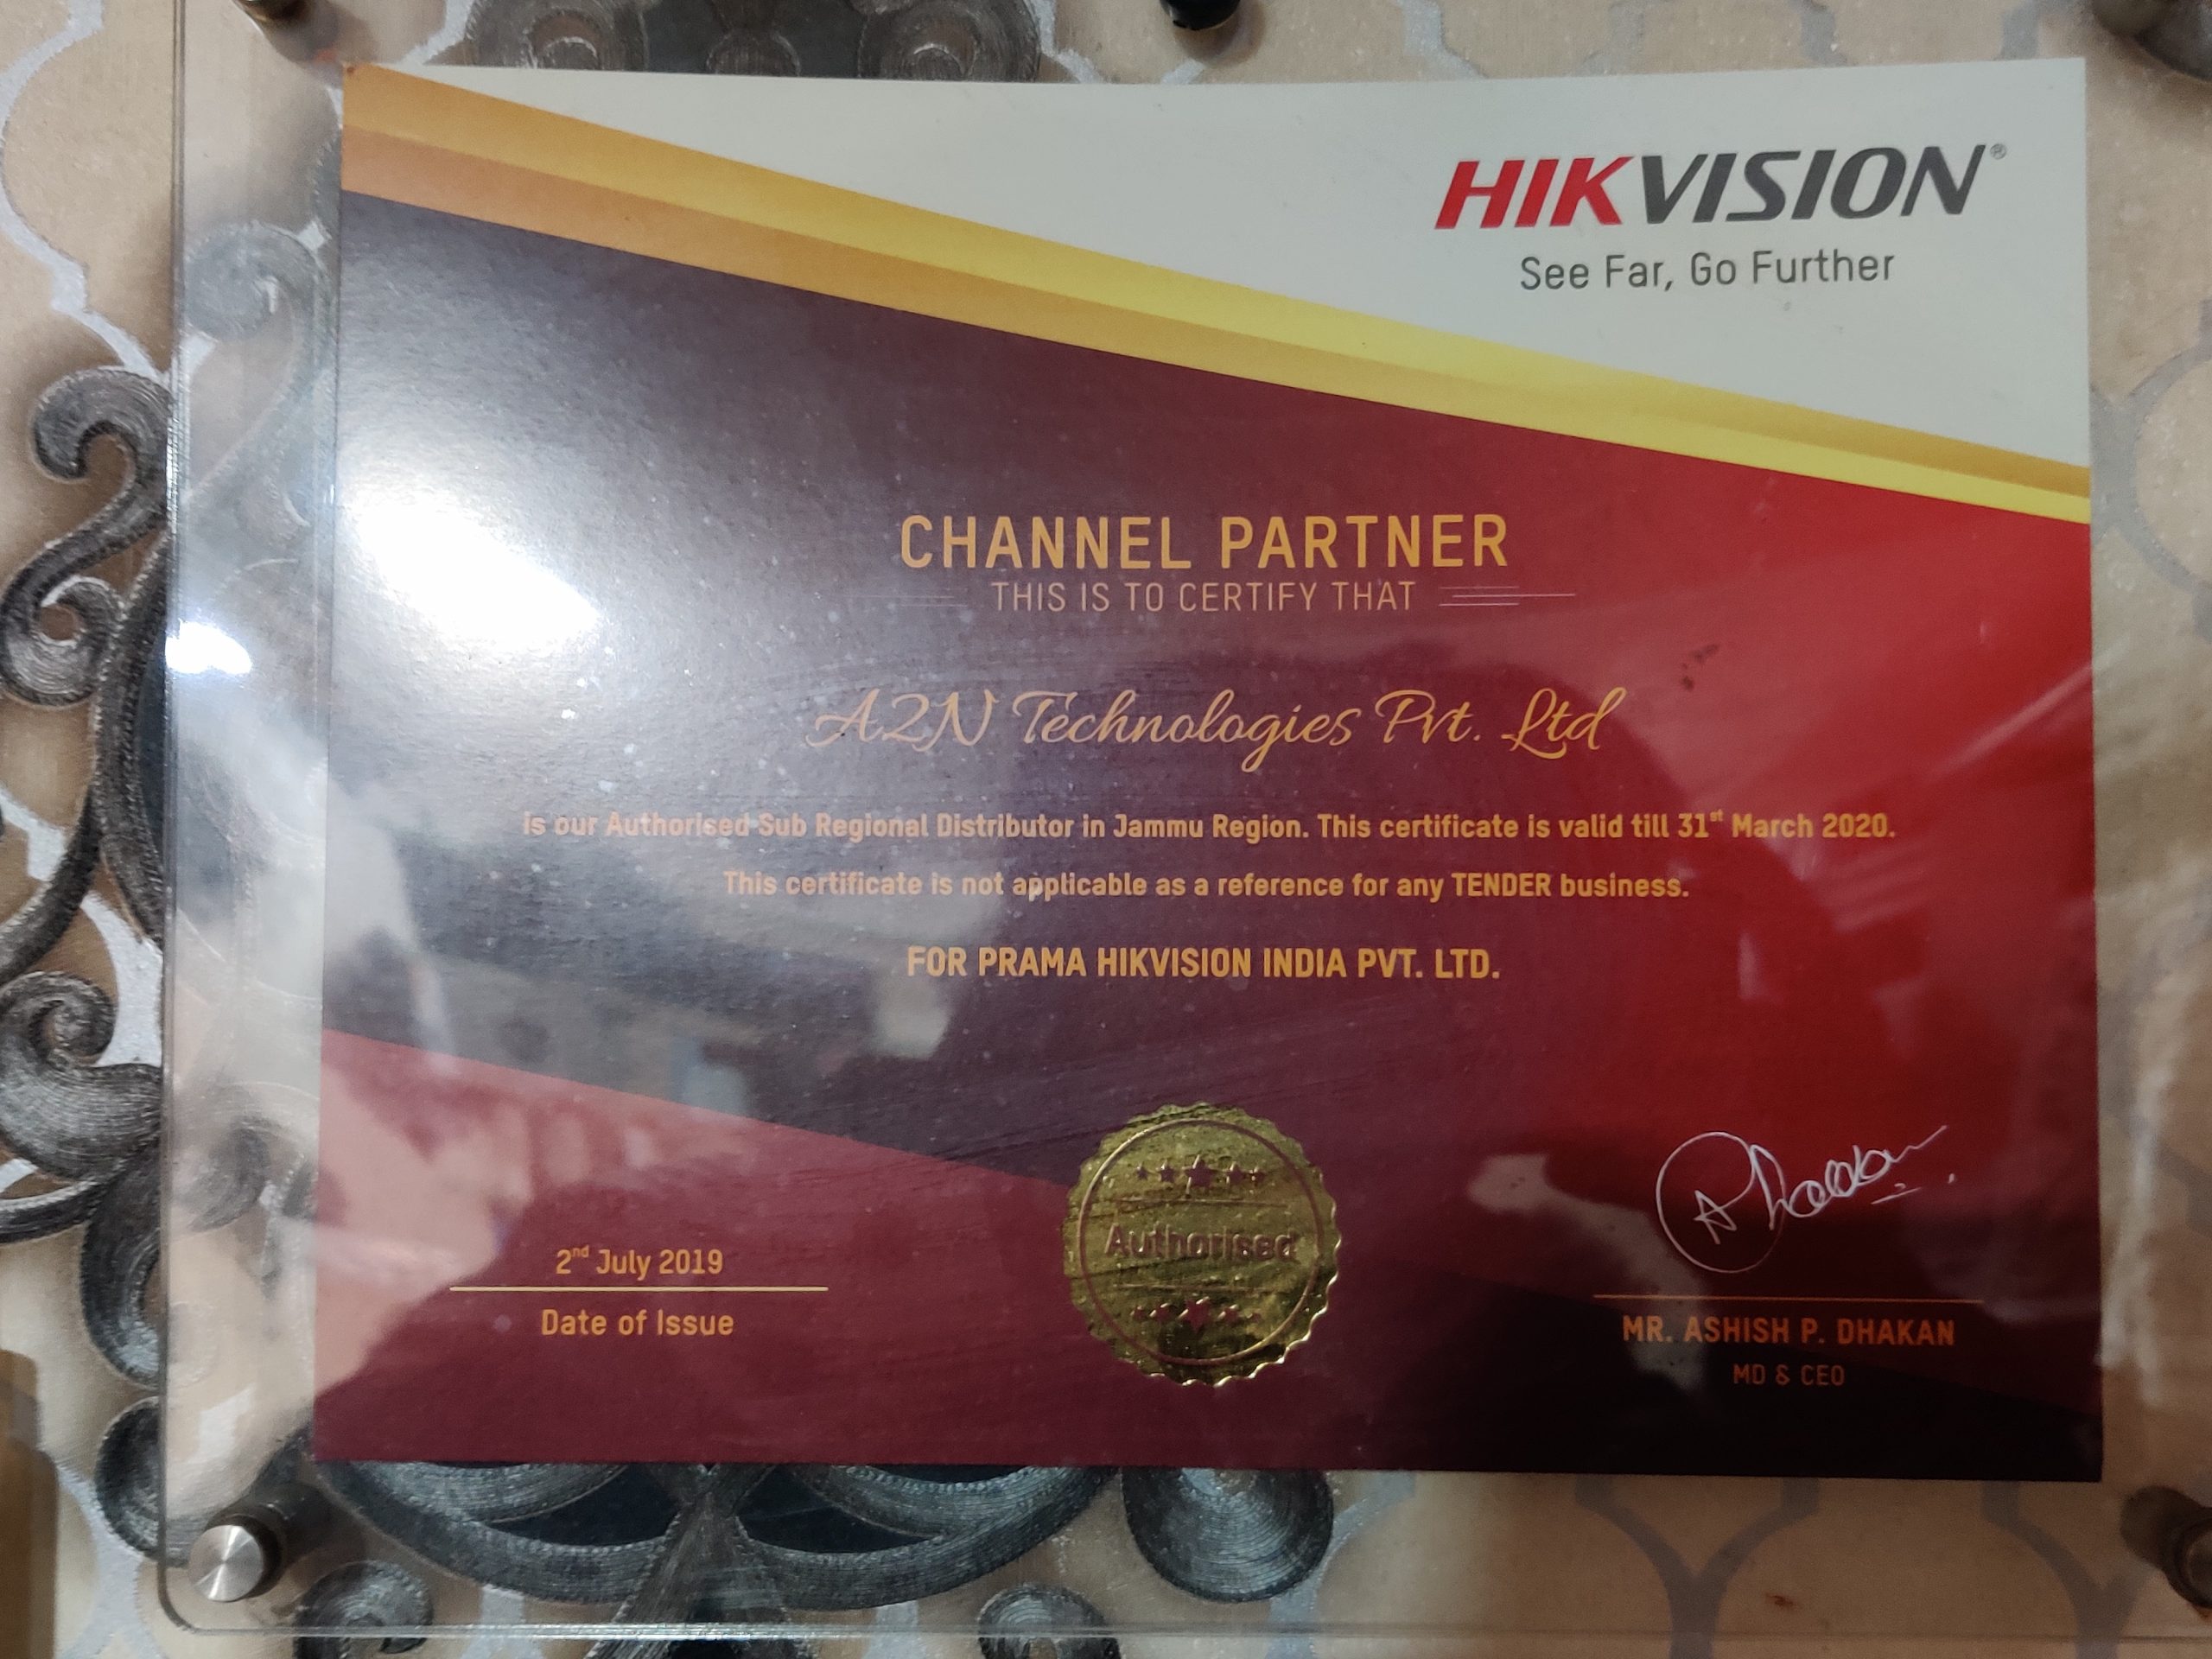 HIKVISION®
See Far, Go Further
CHANNEL PARTNER
THIS IS TO CERTIFY THAT
A2N Technologies Pvt. Ltd
is our Authorised Sub Regional Distributor in Jammu Region. This certificate is valid till 31st March 2020.
This certificate is not applicable as a reference for any TENDER business.
FOR PRAMA HIKVISION INDIA PVT. LTD.
2nd July 2019
Date of Issue
Authorised
A Dhakan
MR. ASHISH P. DHAKAN
MD & CEO